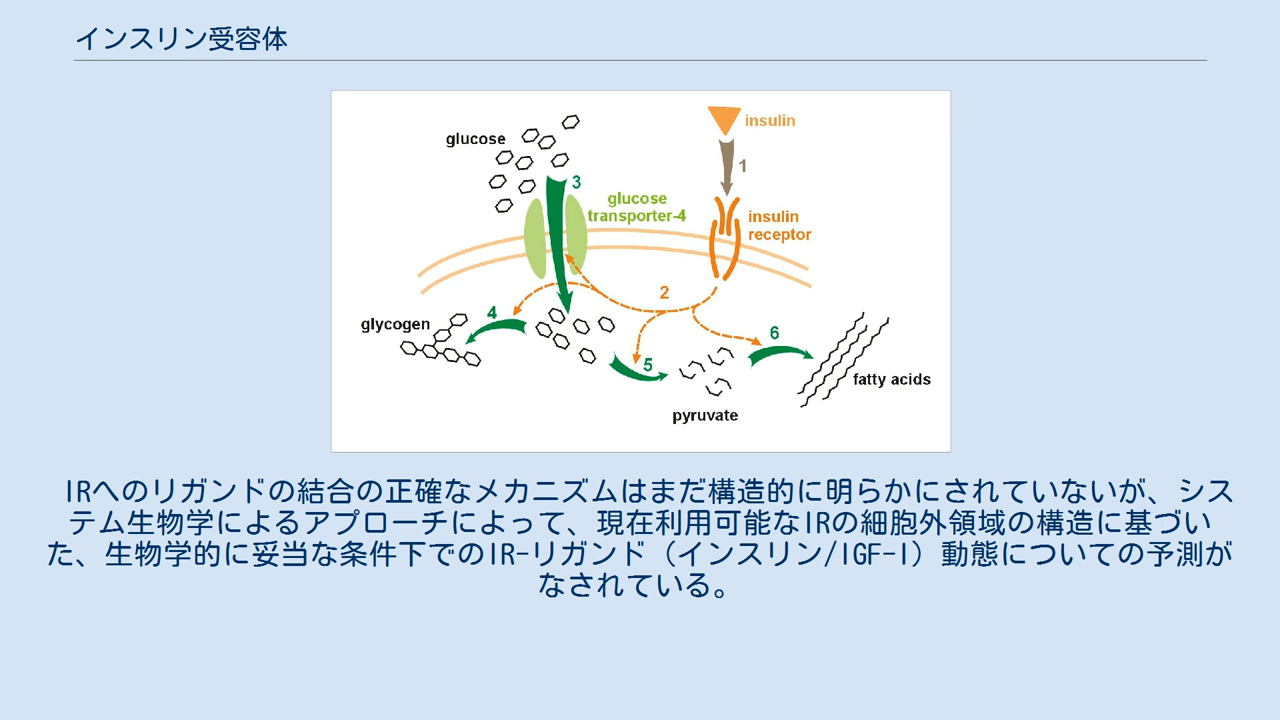 インスリン受容体
glucose
insulin
1
3
glucose
transporter-4
insulin
receptor
2
4
glycogen
5
6
fatty acids
pyruvate
IRへのリガンドの結合の正確なメカニズムはまだ構造的に明らかにされていないが、シス
テム生物学によるアプローチによって、現在利用可能なIRの細胞外領域の構造に基づい
た、生物学的に妥当な条件下でのIR-リガンド（インスリン/IGF-I）動態についての予測が
なされている。